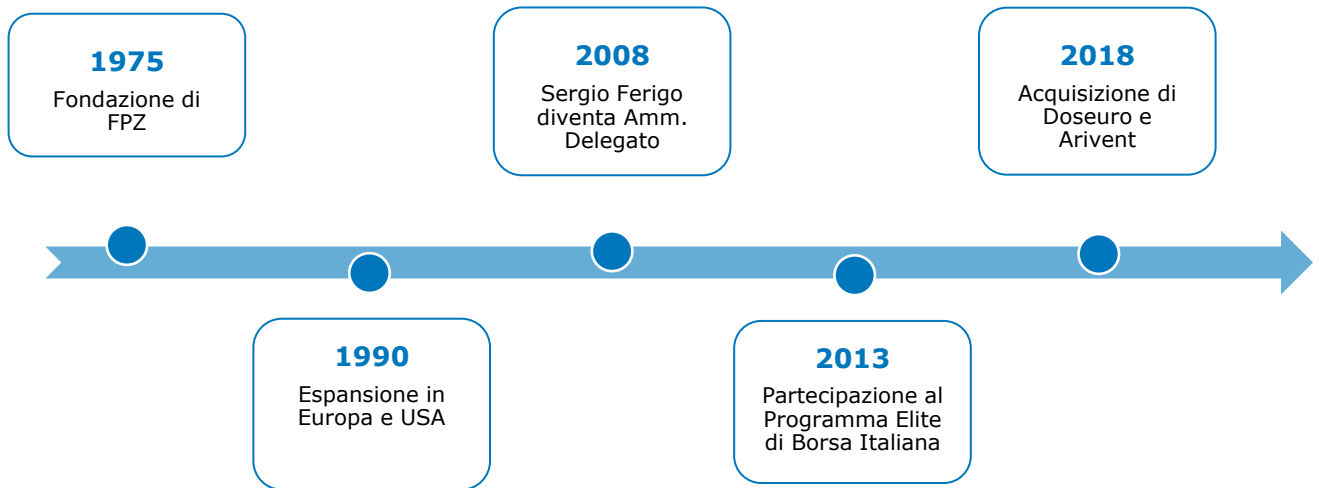 1975
Fondazione di
FPZ
2008
Sergio Ferigo
diventa Amm.
Delegato
2018
Acquisizione di
Doseuro e
Arivent
1990
Espansione in
Europa e USA
2013
Partecipazione al
Programma Elite
di Borsa Italiana